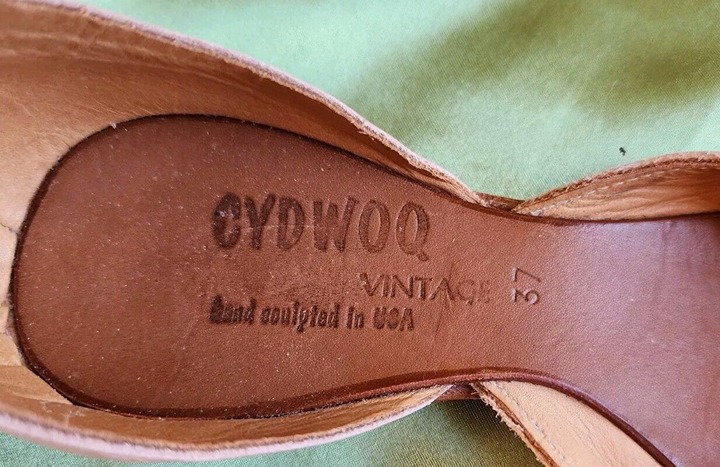 CYDWOQ
VINTAGE 37
Hand sculpted in USA